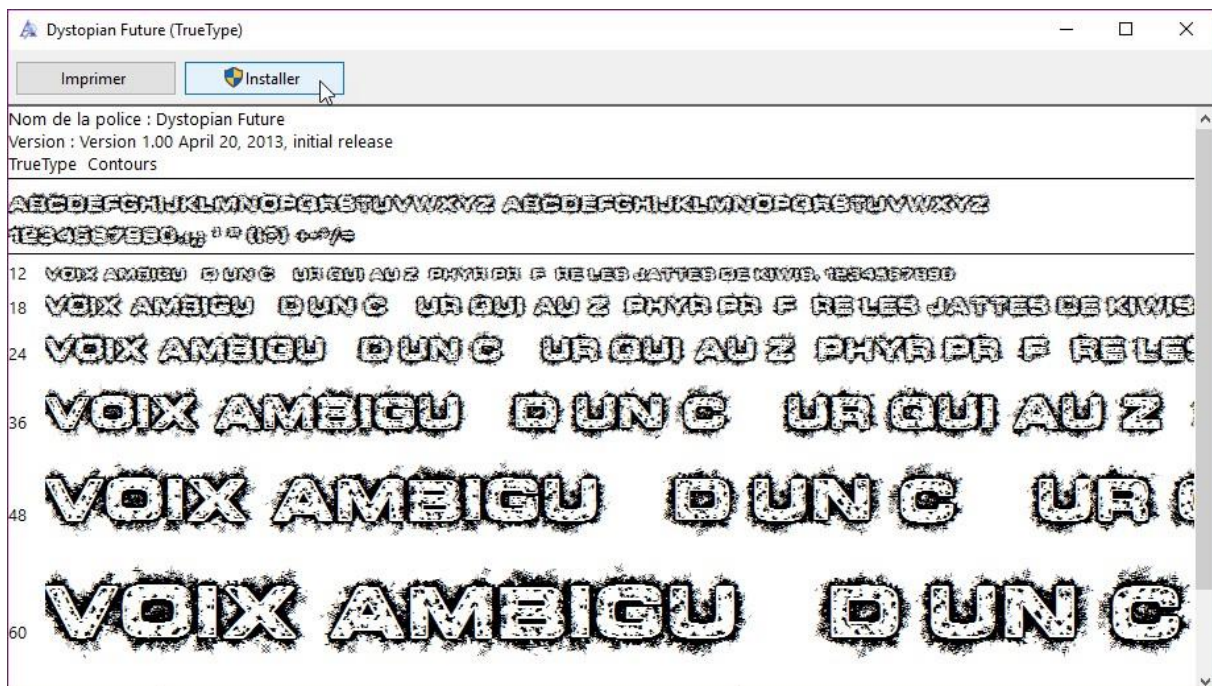 Dystopian Future (TrueType)
Imprimer Installer
Nom de la police : Dystopian Future
Version : Version 1.00 April 20, 2013, initial release
TrueType Contours
ABCDEFGHIJKLMNOPQRSTUVWXYZ ABCDEFGHIJKLMNOPQRSTUVWXYZ
1234567890.:,; ' " (!?) +-*/=
12 VOIX AMBIGU D UN C UR QUI AU Z PHYR PR F RE LES JATTES DE KIWIS. 1234567890
18 VOIX AMBIGU D UN C UR QUI AU Z PHYR PR F RE LES JATTES DE KIWIS
24 VOIX AMBIGU D UN C UR QUI AU Z PHYR PR F RE LES
36 VOIX AMBIGU D UN C UR QUI AU Z
48 VOIX AMBIGU D UN C UR
60 VOIX AMBIGU D UN C